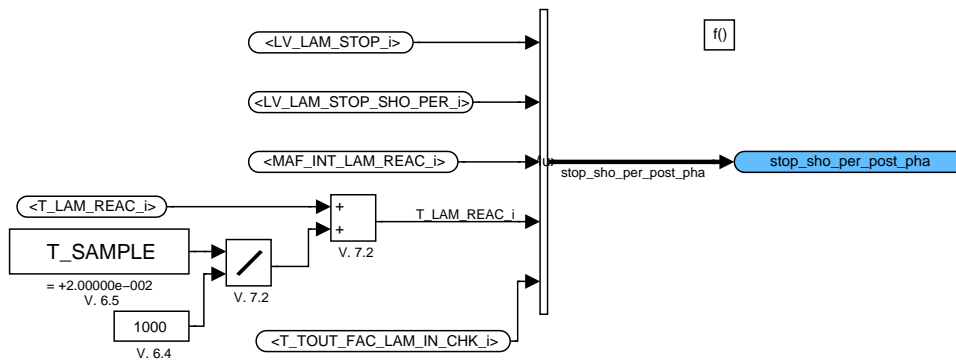 <LV_LAM_STOP_i>
f()
<LV_LAM_STOP_SHO_PER_i>
<MAF_INT_LAM_REAC_i>
stop_sho_per_post_pha
stop_sho_per_post_pha
<T_LAM_REAC_i>
+
+
T_LAM_REAC_i
V. 7.2
T_SAMPLE
= +2.00000e-002
V. 6.5
V. 7.2
1000
V. 6.4
<T_TOUT_FAC_LAM_IN_CHK_i>